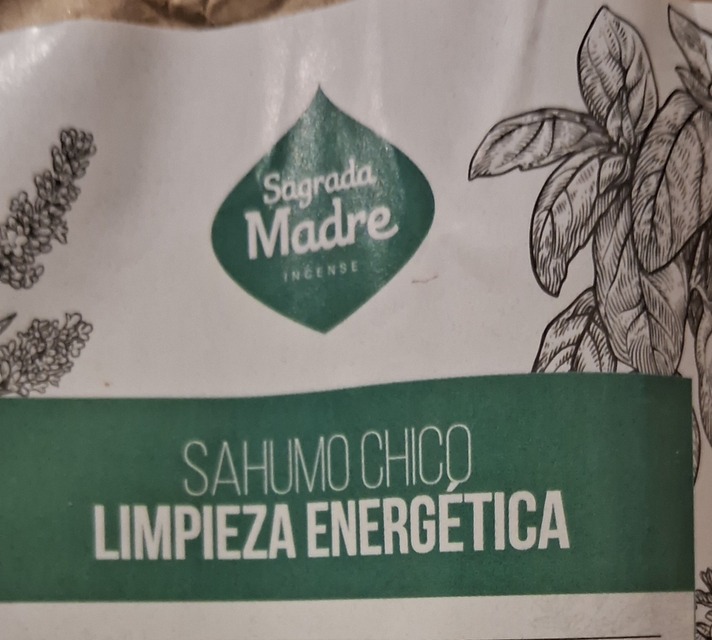 Sagrada
Madre
INCENSE
SAHUMO CHICO
LIMPIEZA ENERGÉTICA